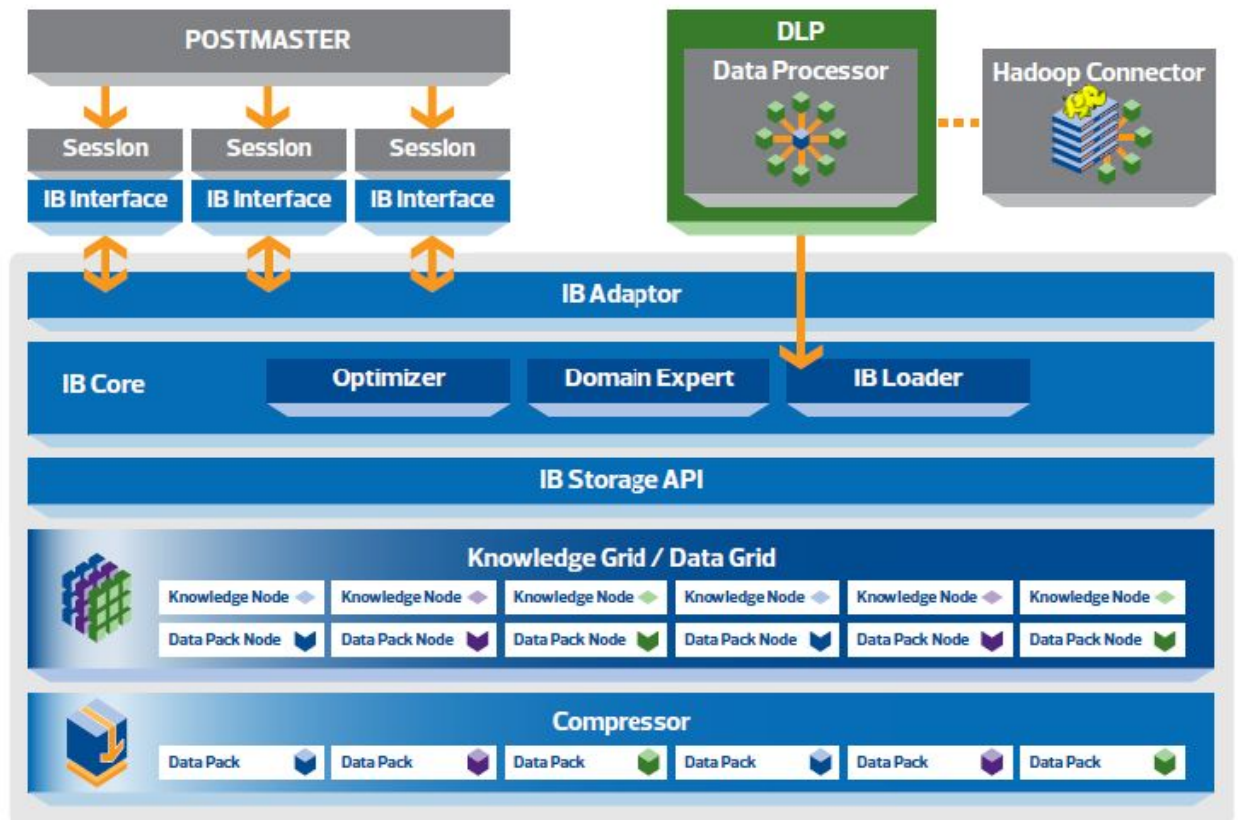 POSTMASTER
DLP
Data Processor
Hadoop Connector
Session Session Session
IB Interface IB Interface IB Interface
IB Adaptor
IB Core Optimizer Domain Expert IB Loader
IB Storage API
Knowledge Grid / Data Grid
Knowledge Node Knowledge Node Knowledge Node Knowledge Node Knowledge Node Knowledge Node
Data Pack Node Data Pack Node Data Pack Node Data Pack Node Data Pack Node Data Pack Node
Compressor
Data Pack Data Pack Data Pack Data Pack Data Pack Data Pack